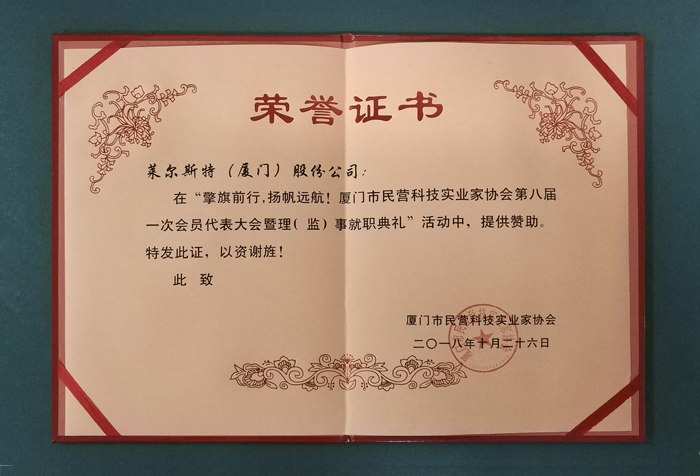 荣誉证书
莱尔斯特（厦门）股份公司：
在“擎旗前行，扬帆远航！厦门市民营科技实业家协会第八届
一次会员代表大会暨理（监）事就职典礼”活动中，提供赞助。
特发此证，以资谢旌！
此致
厦门市民营科技实业家协会
二〇一八年十月二十六日